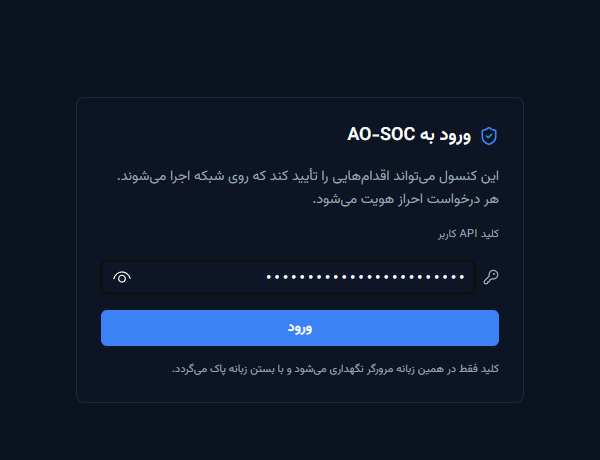 ورود به AO-SOC
این کنسول می‌تواند اقدام‌هایی را تأیید کند که روی شبکه اجرا می‌شوند.
هر درخواست احراز هویت می‌شود.
کلید API کاربر
ورود
کلید فقط در همین زبانه مرورگر نگهداری می‌شود و با بستن زبانه پاک می‌گردد.